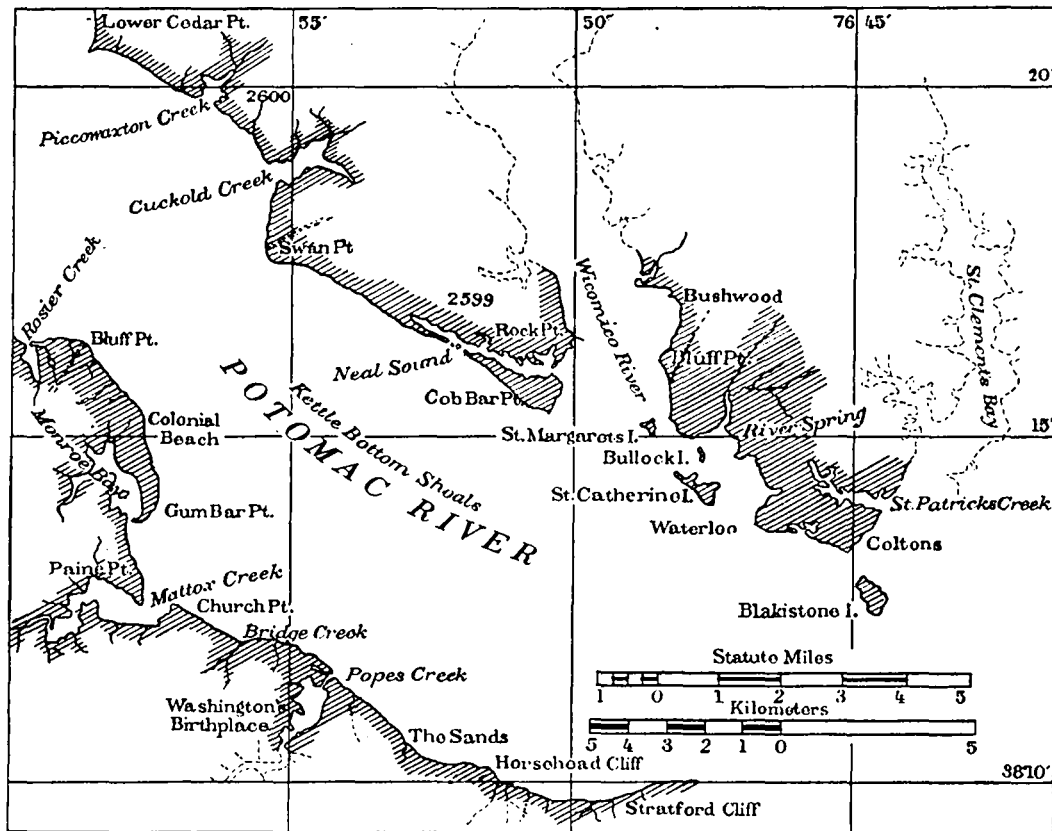 Lower Cedar Pt.
55'
50'
76° 45'
20'
2600
Piccowaxton Creek
Cuckold Creek
Swan Pt
Rosier Creek
Bluff Pt.
2599
Rock Pt.
Neal Sound
Cob Bar Pt.
Wicomico River
Bushwood
Bluff Pt.
St. Clements Bay
Colonial
Beach
Monroe Bay
Kettle Bottom Shoals
POTOMAC RIVER
River Spring
15'
St. Margarets I.
Bullock I.
St. Catherine I.
St. Patricks Creek
Gum Bar Pt.
Waterloo
Coltons
Paine Pt.
Mattox Creek
Church Pt.
Blakistone I.
Bridge Creek
Popes Creek
Washington's
Birthplace
The Sands
Horsehead Cliff
Stratford Cliff
38°10'
Statute Miles
1 0 1 2 3 4 5
Kilometers
5 4 3 2 1 0 5